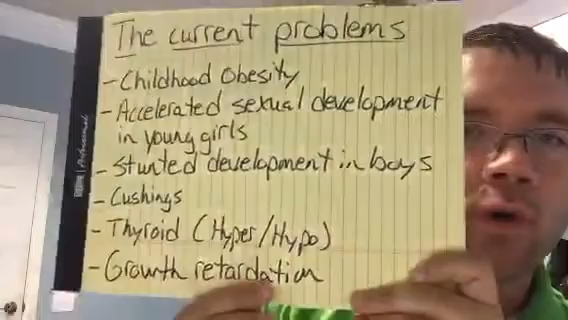 The current problems
- Childhood Obesity
- Accelerated sexual development
in young girls
- Stunted development in boys
- Cushings
- Thyroid (Hyper/Hypo)
- Growth retardation